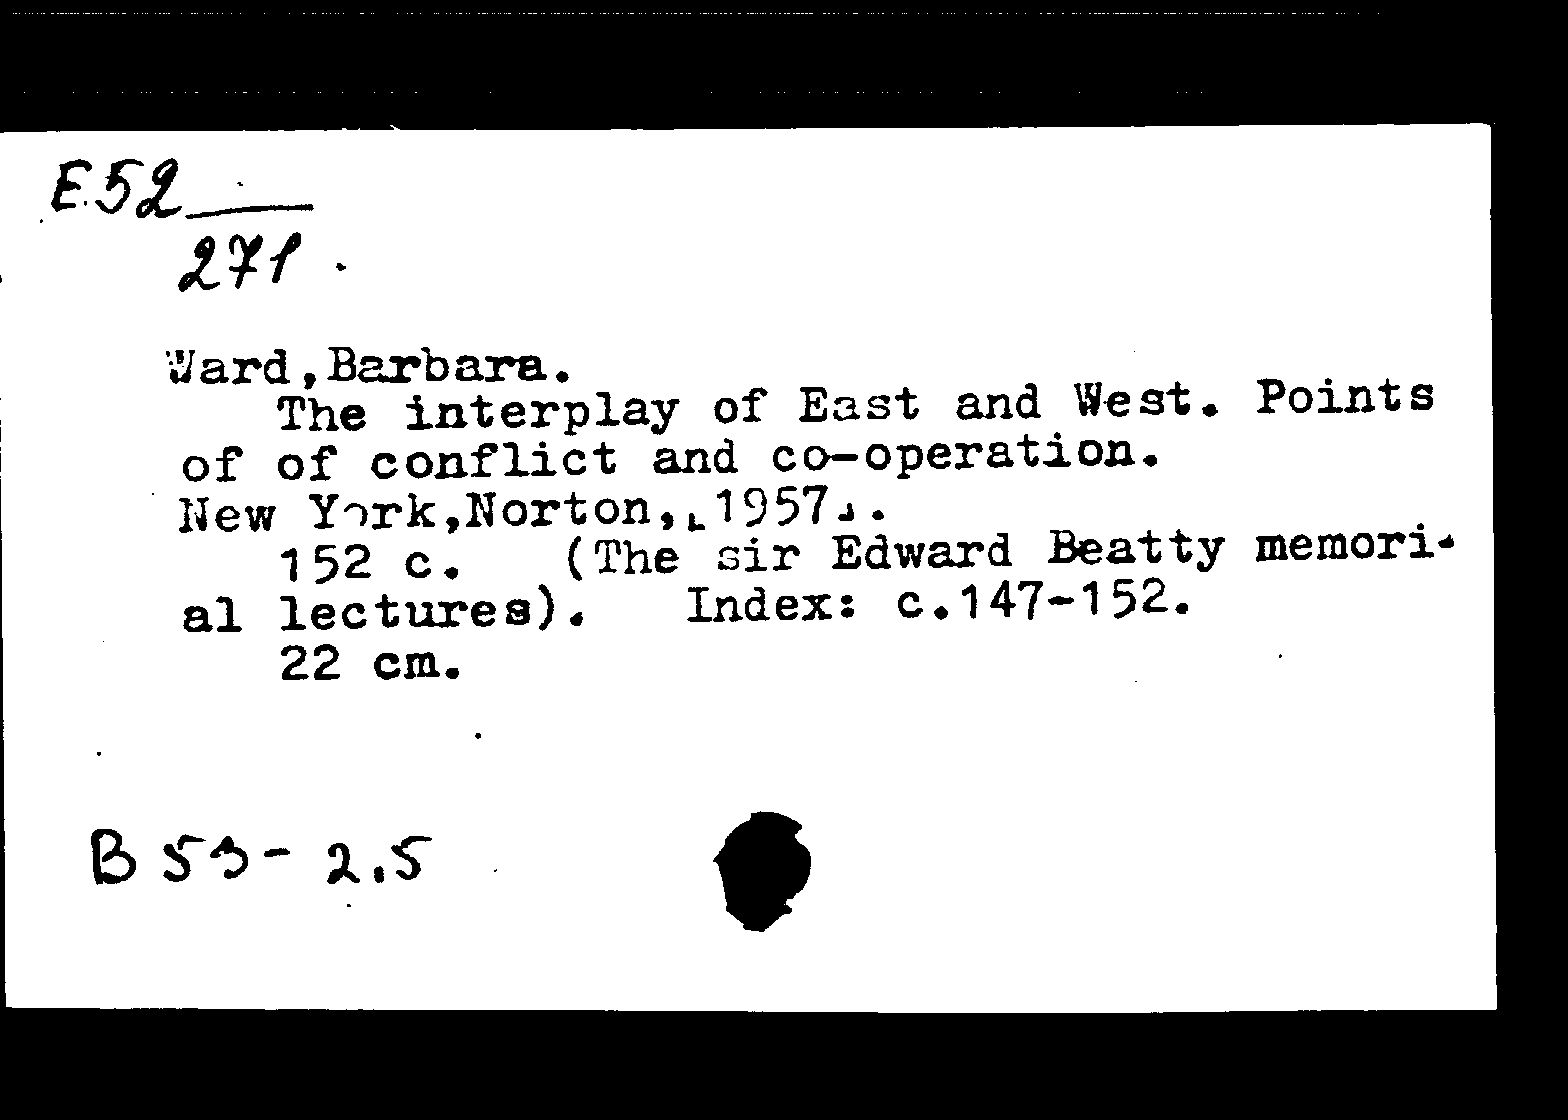 E.52
271
Ward,Barbara.
The interplay of East and West. Points
of of conflict and co-operation.
New York,Norton,[1957].
152 c. (The sir Edward Beatty memori-
al lectures). Index: c.147-152.
22 cm.
B 53- 2.5